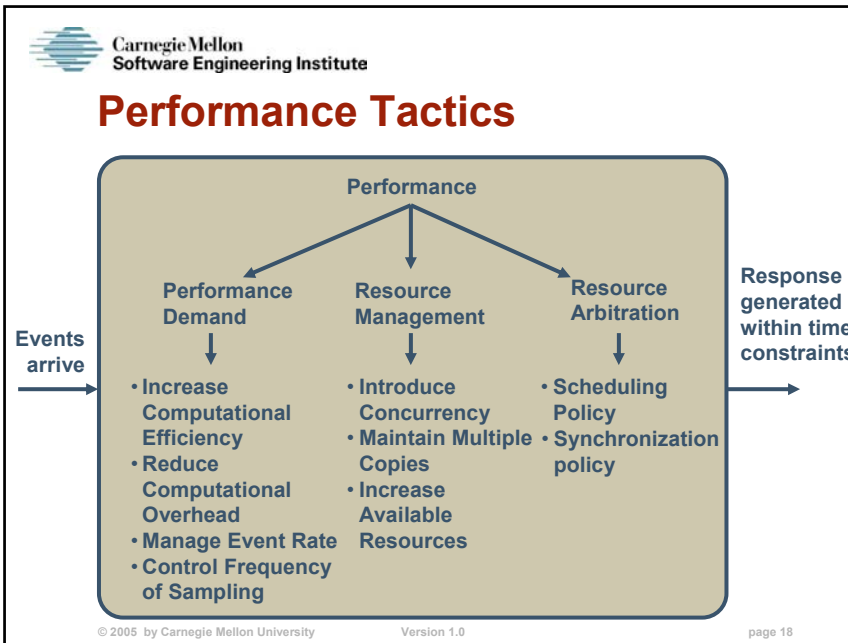 Carnegie Mellon
Software Engineering Institute
Performance Tactics
Performance
Performance
Demand
Resource
Management
Resource
Arbitration
Events
arrive
• Increase
Computational
Efficiency
• Reduce
Computational
Overhead
• Manage Event Rate
• Control Frequency
of Sampling
• Introduce
Concurrency
• Maintain Multiple
Copies
• Increase
Available
Resources
• Scheduling
Policy
• Synchronization
policy
Response
generated
within time
constraints
© 2005 by Carnegie Mellon University
Version 1.0
page 18